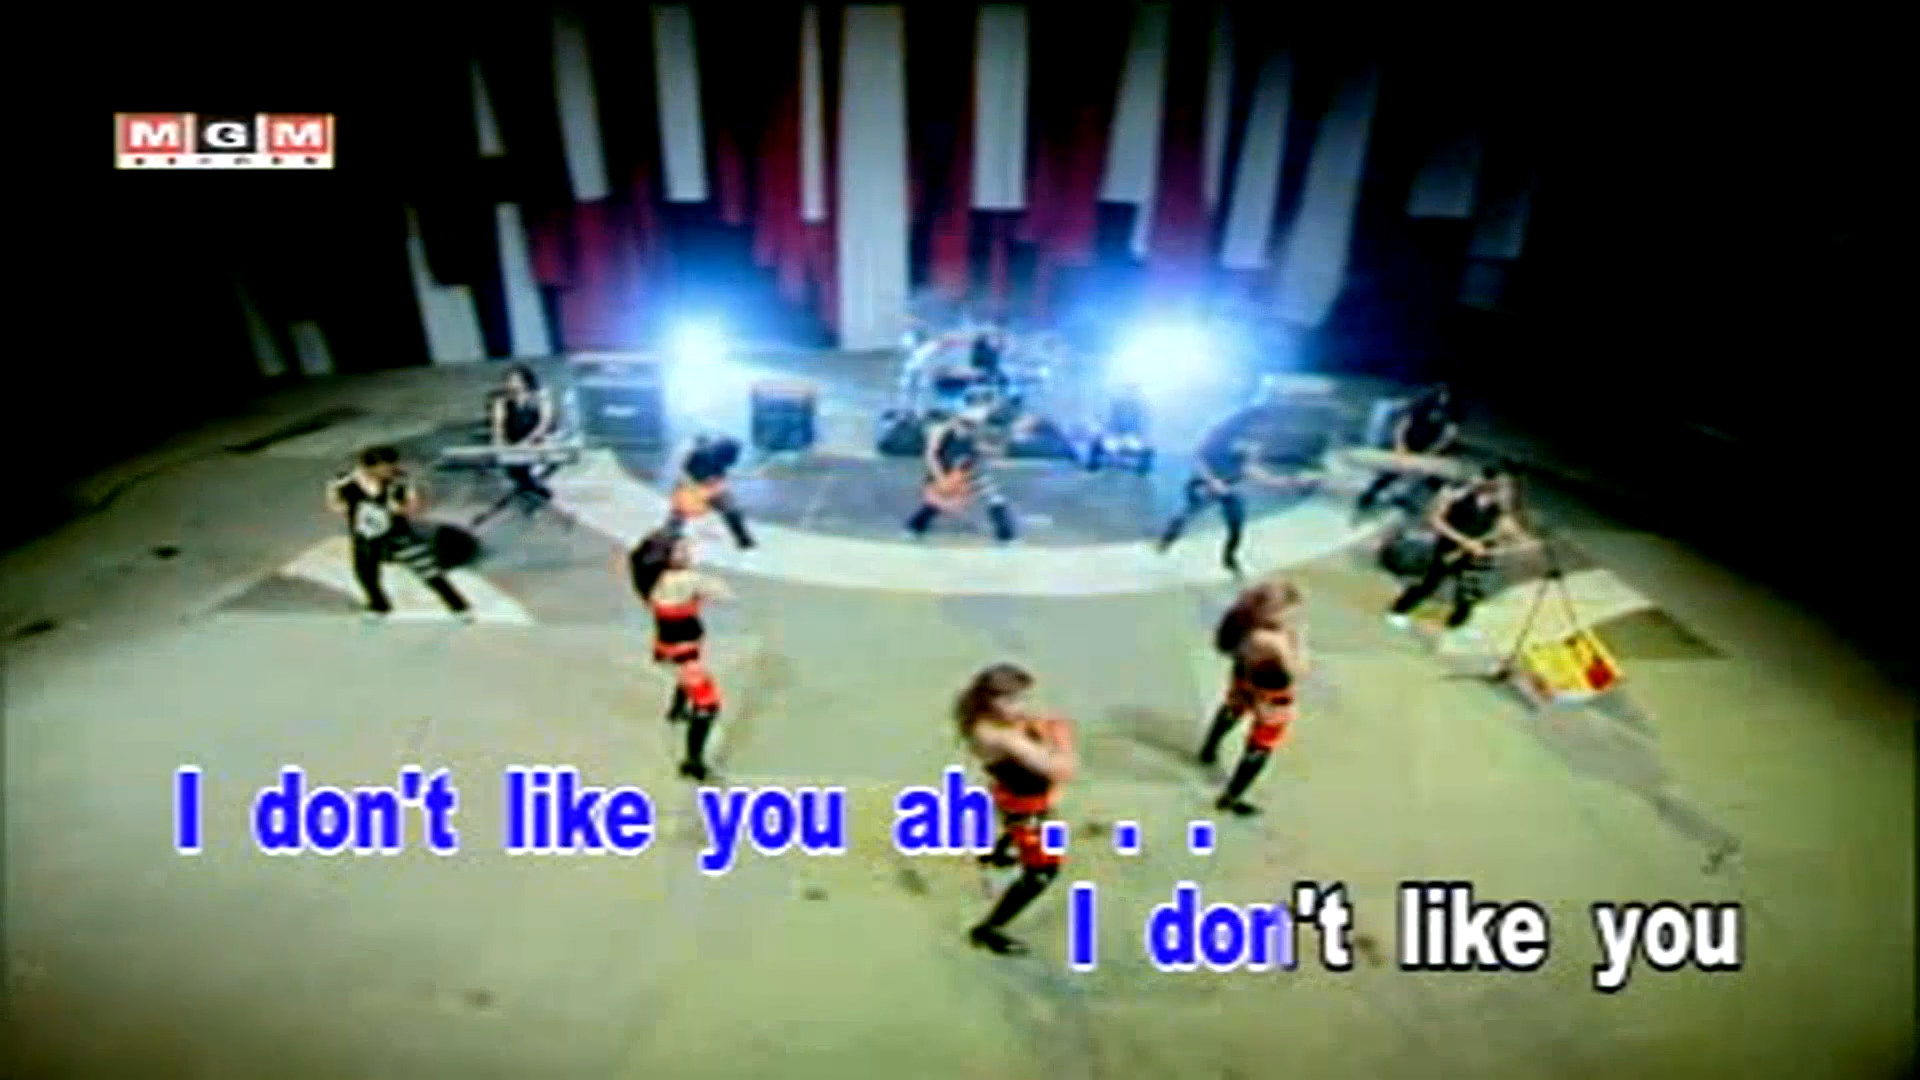 MGM
I don't like you ah . . .
I don't like you